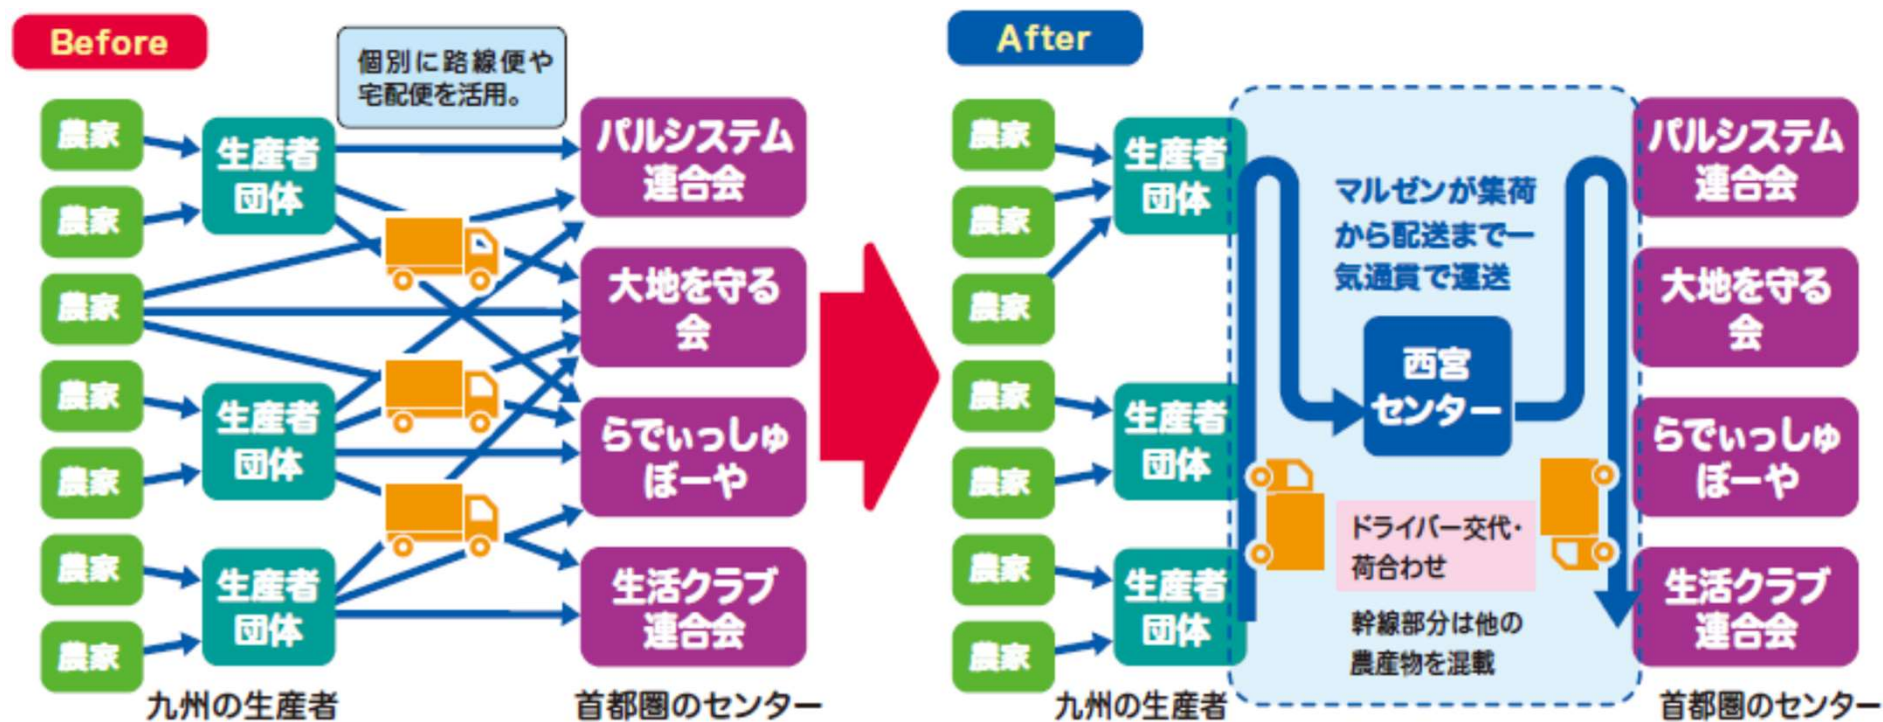 Before
個別に路線便や
宅配便を活用。
農家
農家
農家
農家
農家
農家
農家
生産者
団体
生産者
団体
生産者
団体
パルシステム
連合会
大地を守る
会
らでぃっしゅ
ぼーや
生活クラブ
連合会
九州の生産者
首都圏のセンター
After
農家
農家
農家
農家
農家
農家
農家
生産者
団体
生産者
団体
生産者
団体
マルゼンが集荷
から配送まで一
気通貫で運送
西宮
センター
ドライバー交代・
荷合わせ
幹線部分は他の
農産物を混載
パルシステム
連合会
大地を守る
会
らでぃっしゅ
ぼーや
生活クラブ
連合会
九州の生産者
首都圏のセンター